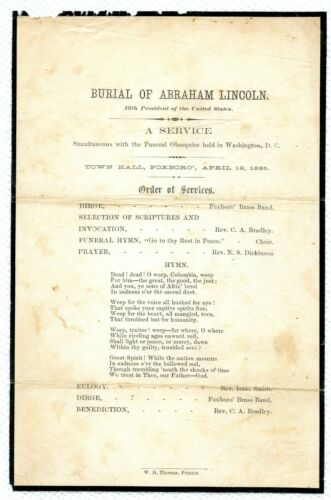 BURIAL OF ABRAHAM LINCOLN.
16th President of the United States.
A SERVICE
Simultaneous with the Funeral Obsequies held in Washington, D. C.
TOWN HALL, FOXBORO', APRIL 19, 1865.
Order of Services.
DIRGE, - - - - - Foxboro' Brass Band.
SELECTION OF SCRIPTURES AND
INVOCATION, - - - - Rev. C. A. Bradley.
FUNERAL HYMN, "Go to thy Rest in Peace." - Choir.
PRAYER, - - - - - Rev. N. S. Dickinson
HYMN.
Dead! dead! O weep, Columbia, weep
For him—the great, the good, the just;
And you, ye sons of Afric' bend
In sadness o'er the sacred dust.
Weep for the voice all hushed for aye!
That spoke your captive spirits free,
Weep for the heart, all mangled, torn,
That throbbed but for humanity.
Weep, traitor! weep—for where, O where
While circling ages onward roll,
Shall light or peace, or mercy, dawn
Within thy guilty, troubled soul?
Great Spirit! While the nation mourns
In sadness o'er the hallowed sod,
Though trembling 'neath the shocks of time
We trust in Thee, our Father—God.
EULOGY. - - - - - Rev. Isaac Smith.
DIRGE, - - - - - Foxboro' Brass Band.
BENEDICTION, - - - - Rev. C. A. Bradley.
W. H. Thomas, Printer.